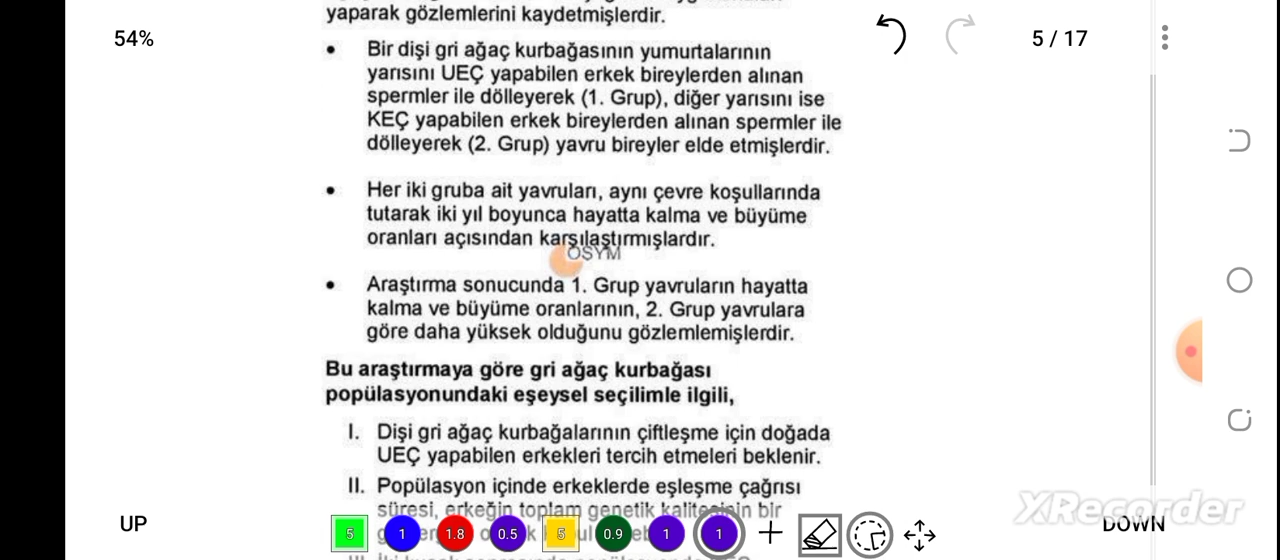 yaparak gözlemlerini kaydetmişlerdir.
54%
5 / 17
• Bir dişi gri ağaç kurbağasının yumurtalarının
yarısını UEÇ yapabilen erkek bireylerden alınan
spermler ile dölleyerek (1. Grup), diğer yarısını ise
KEÇ yapabilen erkek bireylerden alınan spermler ile
dölleyerek (2. Grup) yavru bireyler elde etmişlerdir.
• Her iki gruba ait yavruları, aynı çevre koşullarında
tutarak iki yıl boyunca hayatta kalma ve büyüme
oranları açısından karşılaştırmışlardır.
ÖSYM
• Araştırma sonucunda 1. Grup yavruların hayatta
kalma ve büyüme oranlarının, 2. Grup yavrulara
göre daha yüksek olduğunu gözlemlemişlerdir.
Bu araştırmaya göre gri ağaç kurbağası
popülasyonundaki eşeysel seçilimle ilgili,
I. Dişi gri ağaç kurbağalarının çiftleşme için doğada
UEÇ yapabilen erkekleri tercih etmeleri beklenir.
II. Popülasyon içinde erkeklerde eşleşme çağrısı
süresi, erkeğin toplam genetik kalitesinin bir
XRecorder
UP
5 1 1.8 0.5 5 0.9 1 1
DOWN